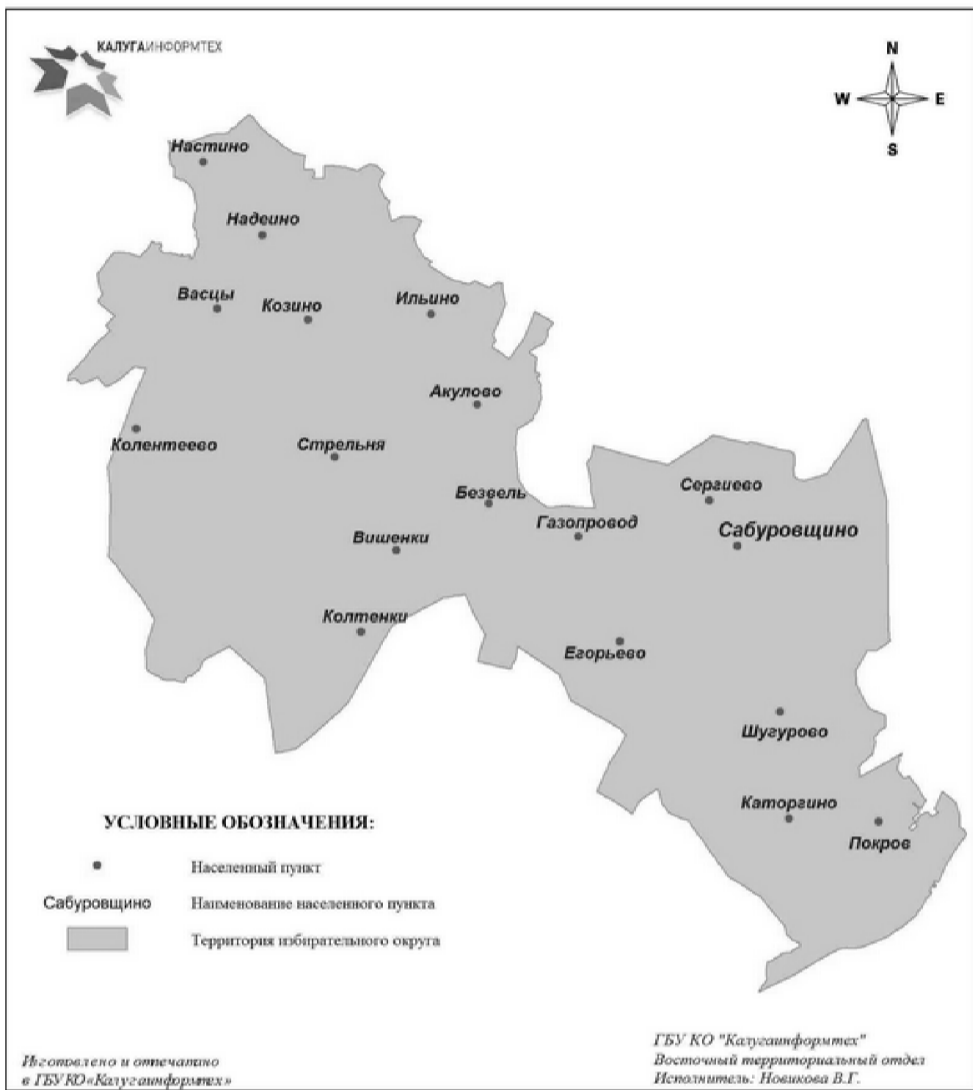 КАЛУГАИНФОРМТЕХ
N
W E
S
Настино
Надеино
Васцы
Козино
Ильино
Акулово
Колентеево
Стрельня
Безвель
Сергиево
Газопровод
Сабуровщино
Вишенки
Колтенки
Егорьево
Шугурово
Каторгино
Покров
УСЛОВНЫЕ ОБОЗНАЧЕНИЯ:
Населенный пункт
Сабуровщино Наименование населенного пункта
Территория избирательного округа
Изготовлено и отпечатано
в ГБУ КО«Калугаинформтех»
ГБУ КО "Калугаинформтех"
Восточный территориальный отдел
Исполнитель: Новикова В.Г.